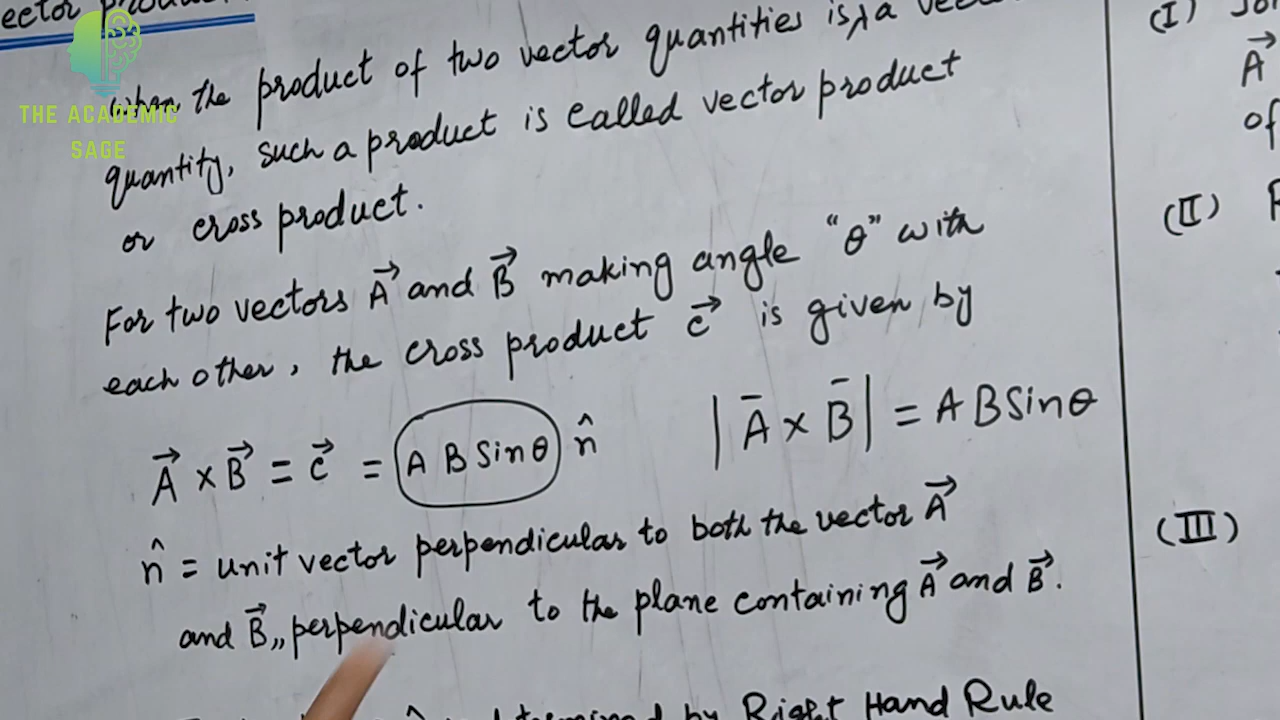 THE ACADEMIC
SAGE
When the product of two vector quantities is a
quantity, such a product is called vector product
or cross product.
For two vectors A⃗ and B⃗ making angle "θ" with
each other, the cross product C⃗ is given by
A⃗ × B⃗ = C⃗ = A B Sinθ n̂
|A̅ × B̅| = A B Sinθ
n̂ = unit vector perpendicular to both the vector A⃗
and B⃗,, perpendicular to the plane containing A⃗ and B⃗.
by Right Hand Rule
(I)
A⃗
of
(II)
(III)